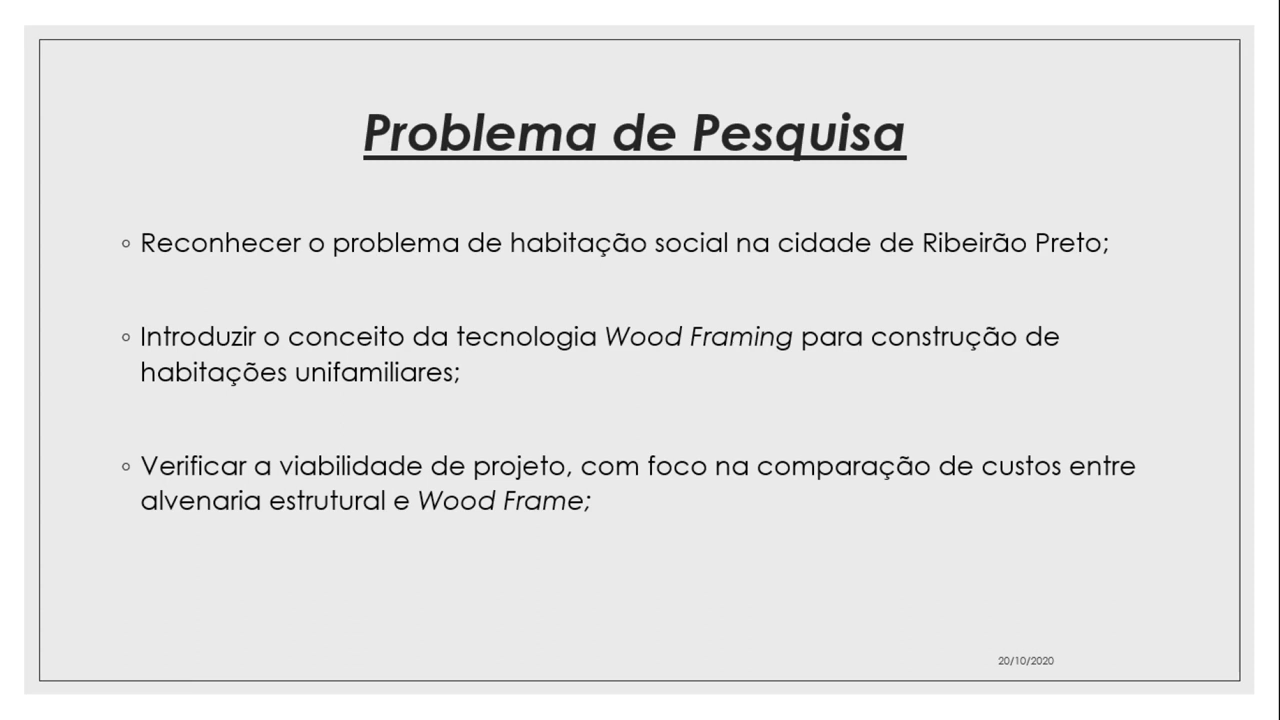 Problema de Pesquisa
◦ Reconhecer o problema de habitação social na cidade de Ribeirão Preto;
◦ Introduzir o conceito da tecnologia Wood Framing para construção de
habitações unifamiliares;
◦ Verificar a viabilidade de projeto, com foco na comparação de custos entre
alvenaria estrutural e Wood Frame;
20/10/2020